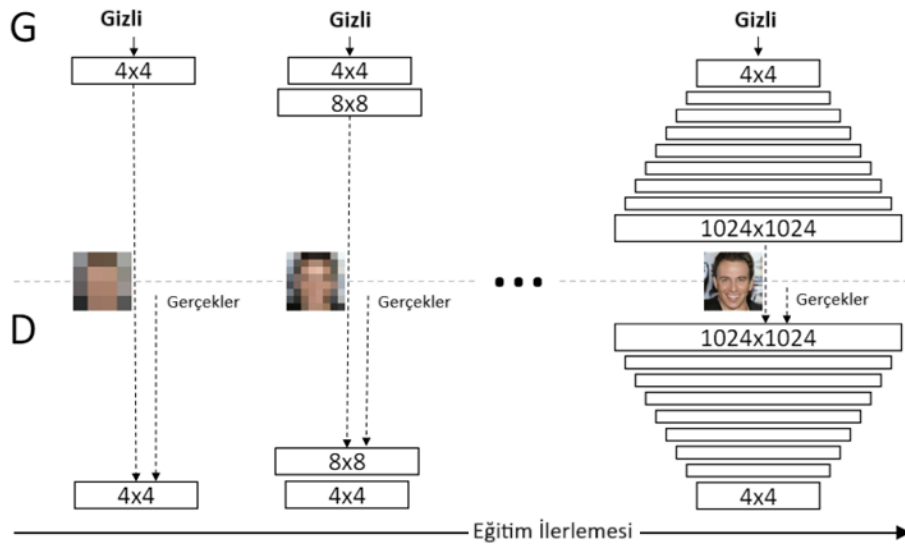 G
Gizli
Gizli
Gizli
4x4
4x4
4x4
8x8
1024x1024
Gerçekler
Gerçekler
Gerçekler
D
1024x1024
8x8
4x4
4x4
4x4
Eğitim İlerlemesi